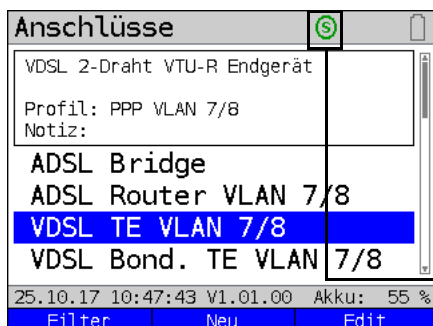 Anschlüsse S
VDSL 2-Draht VTU-R Endgerät
Profil: PPP VLAN 7/8
Notiz:
ADSL Bridge
ADSL Router VLAN 7/8
VDSL TE VLAN 7/8
VDSL Bond. TE VLAN 7/8
25.10.17 10:47:43 V1.01.00 Akku: 55 %
Filter Neu Edit